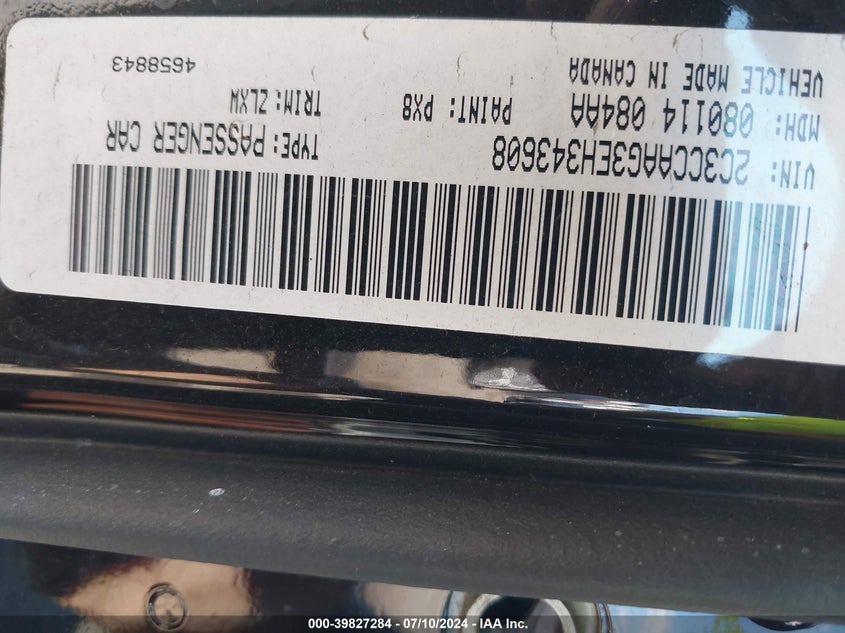 VIN: 2C3CCAAG3EH343608 TYPE: PASSENGER CAR
MDH: 080114 084AA PAINT: PX8 TRIM: ZLXW
VEHICLE MADE IN CANADA 4658843
000-39827284 - 07/10/2024 - IAA Inc.